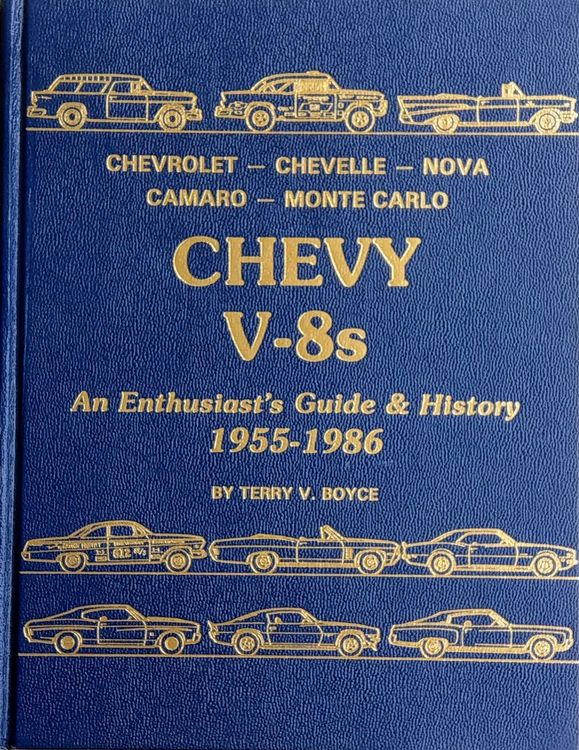 CHEVROLET — CHEVELLE — NOVA
CAMARO — MONTE CARLO
CHEVY
V-8s
An Enthusiast's Guide & History
1955-1986
BY TERRY V. BOYCE